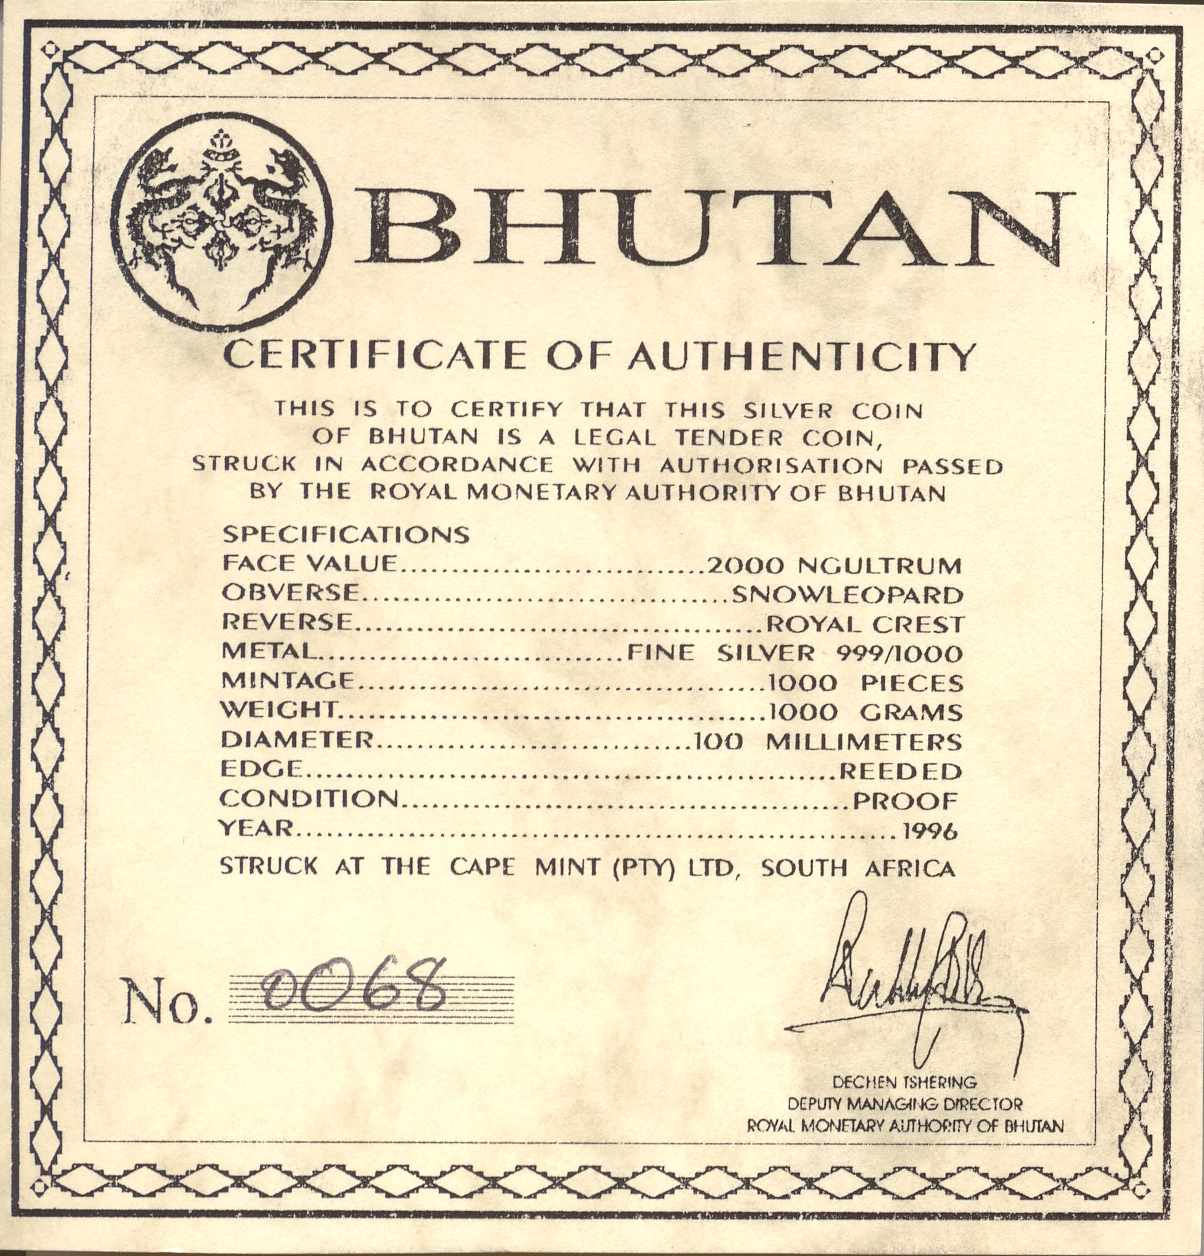 BHUTAN
CERTIFICATE OF AUTHENTICITY
THIS IS TO CERTIFY THAT THIS SILVER COIN
OF BHUTAN IS A LEGAL TENDER COIN,
STRUCK IN ACCORDANCE WITH AUTHORISATION PASSED
BY THE ROYAL MONETARY AUTHORITY OF BHUTAN
SPECIFICATIONS
FACE VALUE..............................2000 NGULTRUM
OBVERSE....................................SNOWLEOPARD
REVERSE........................................ROYAL CREST
METAL..............................FINE SILVER 999/1000
MINTAGE........................................1000 PIECES
WEIGHT..........................................1000 GRAMS
DIAMETER...............................100 MILLIMETERS
EDGE....................................................REEDED
CONDITION............................................PROOF
YEAR...........................................................1996
STRUCK AT THE CAPE MINT (PTY) LTD, SOUTH AFRICA
No. 0068
DECHEN TSHERING
DEPUTY MANAGING DIRECTOR
ROYAL MONETARY AUTHORITY OF BHUTAN